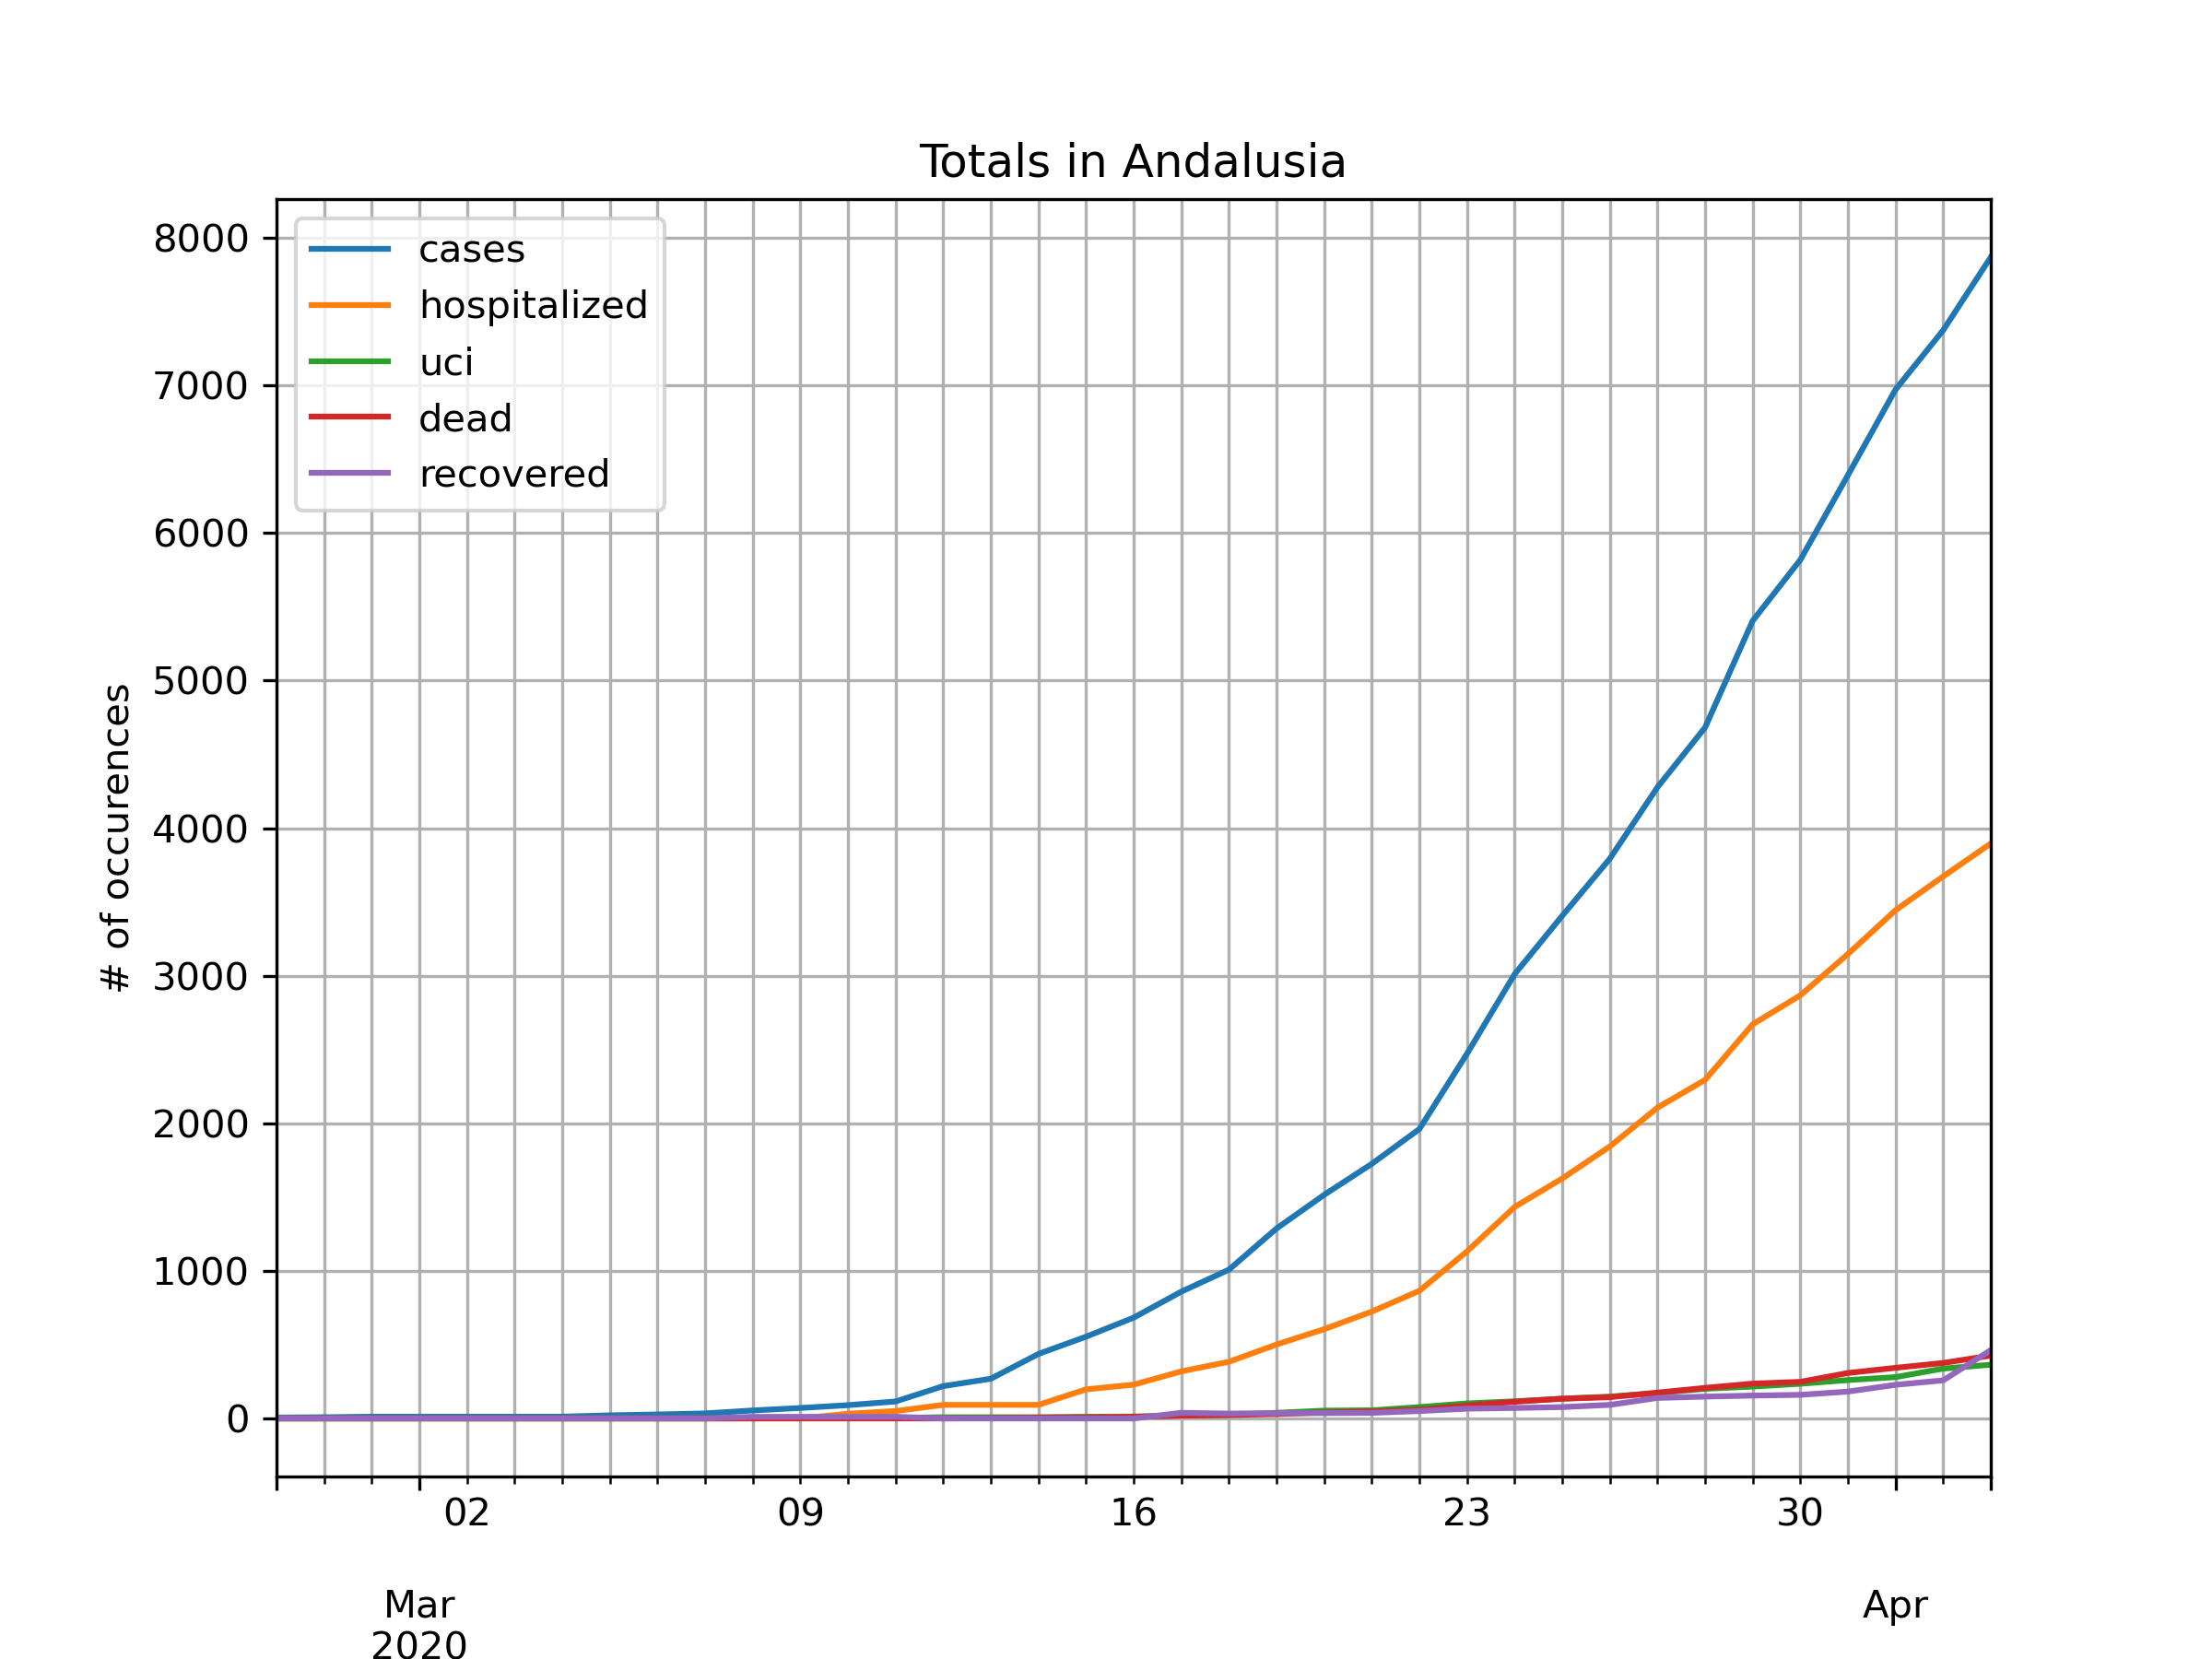 Totals in Andalusia
8000
7000
6000
5000
4000
3000
2000
1000
0
# of occurences
cases
hospitalized
uci
dead
recovered
02
09
16
23
30
Mar
2020
Apr